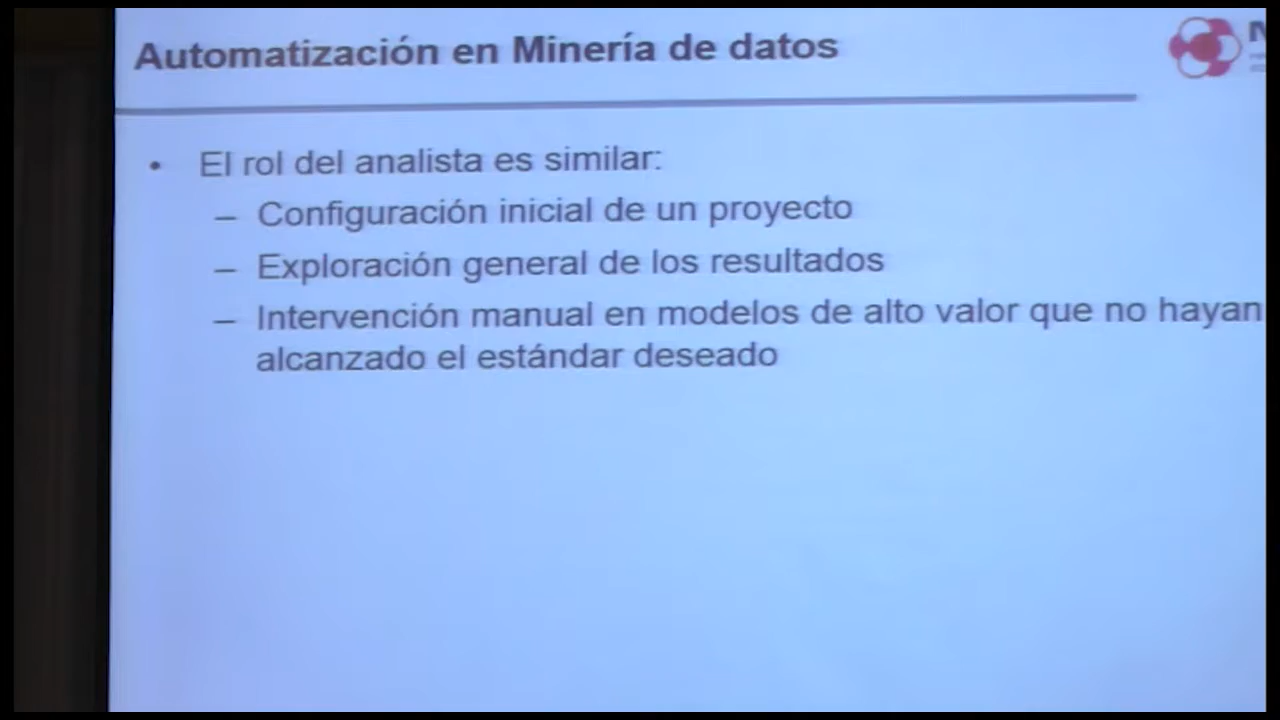 Automatización en Minería de datos
• El rol del analista es similar:
– Configuración inicial de un proyecto
– Exploración general de los resultados
– Intervención manual en modelos de alto valor que no hayan
alcanzado el estándar deseado